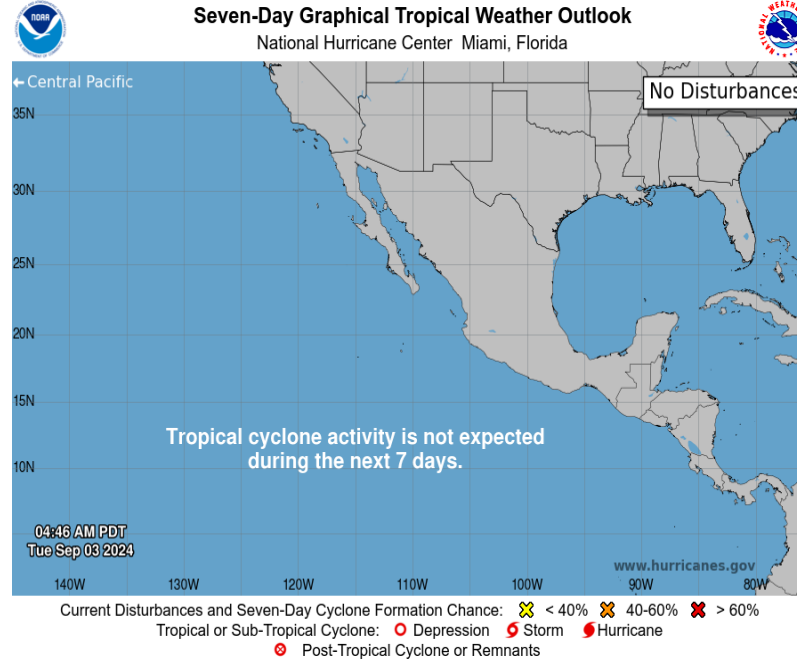 Seven-Day Graphical Tropical Weather Outlook
National Hurricane Center Miami, Florida
NOAA
← Central Pacific
No Disturbances
35N
30N
25N
20N
15N
10N
Tropical cyclone activity is not expected
during the next 7 days.
04:46 AM PDT
Tue Sep 03 2024
www.hurricanes.gov
140W 130W 120W 110W 100W 90W 80W
Current Disturbances and Seven-Day Cyclone Formation Chance: < 40% 40-60% > 60%
Tropical or Sub-Tropical Cyclone: Depression Storm Hurricane
Post-Tropical Cyclone or Remnants